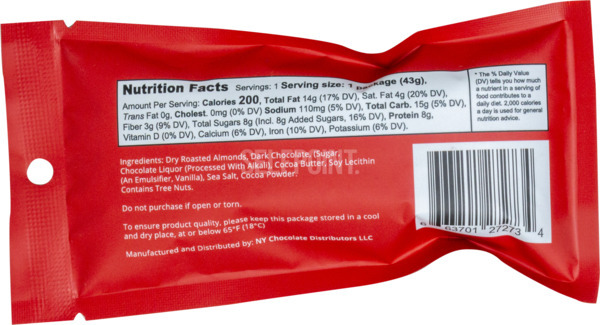 Nutrition Facts Servings: 1 Serving size: 1 package (43g),
Amount Per Serving: Calories 200, Total Fat 14g (17% DV), Sat. Fat 4g (20% DV),
Trans Fat 0g, Cholest. 0mg (0% DV) Sodium 110mg (5% DV), Total Carb. 15g (5% DV),
Fiber 3g (9% DV), Total Sugars 8g (Incl. 8g Added Sugars, 16% DV), Protein 8g,
Vitamin D (0% DV), Calcium (6% DV), Iron (10% DV), Potassium (6% DV).
* The % Daily Value
(DV) tells you how much
a nutrient in a serving of
food contributes to a
daily diet. 2,000 calories
a day is used for general
nutrition advice.
Ingredients: Dry Roasted Almonds, Dark Chocolate, (Sugar,
Chocolate Liquor (Processed With Alkali), Cocoa Butter, Soy Lecithin
(An Emulsifier, Vanilla), Sea Salt, Cocoa Powder.
Contains Tree Nuts.
SELFPOINT.
Do not purchase if open or torn.
To ensure product quality, please keep this package stored in a cool
and dry place, at or below 65°F (18°C)
Manufactured and Distributed by: NY Chocolate Distributors LLC
63701 27273 4